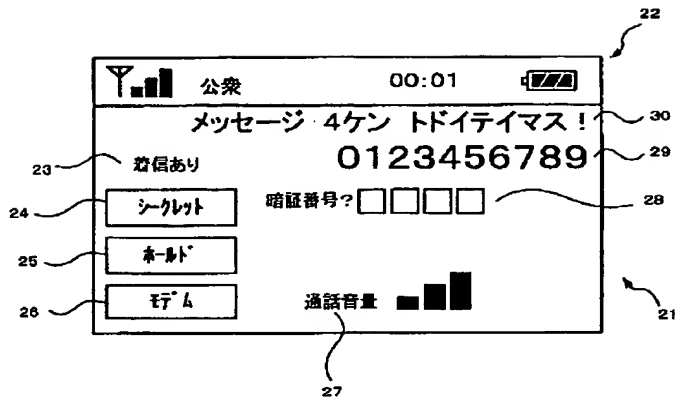 22
公衆 00:01
メッセージ 4ケン トドイテイマス! 30
0123456789 29
23 着信あり
24 シークレット 暗証番号? 28
25 ホールド
26 モデム 通話音量 21
27